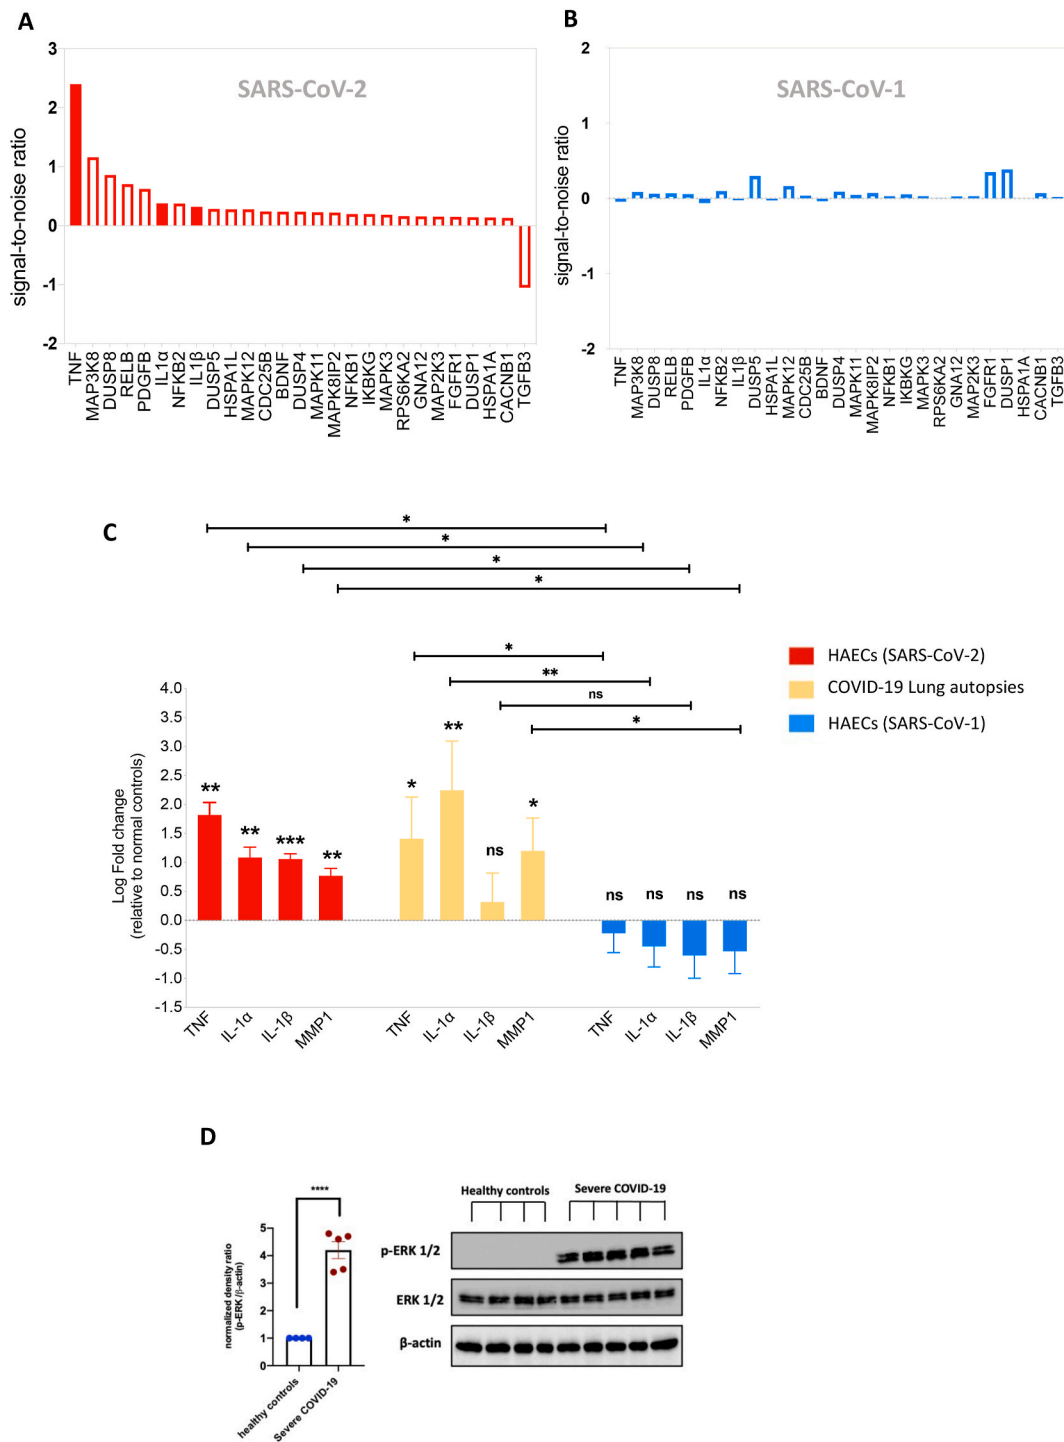 A
3
2
1
0
-1
-2
signal-to-noise ratio
SARS-CoV-2
TNF
MAP3K8
DUSP8
RELB
PDGFB
IL1α
NFKB2
IL1β
DUSP5
HSPA1L
MAPK12
CDC25B
BDNF
DUSP4
MAPK11
MAPK8IP2
NFKB1
IKBKG
MAPK3
RPS6KA2
GNA12
MAP2K3
FGFR1
DUSP1
HSPA1A
CACNB1
TGFB3
B
2
1
0
-1
-2
signal-to-noise ratio
SARS-CoV-1
TNF
MAP3K8
DUSP8
RELB
PDGFB
IL1α
NFKB2
IL1β
DUSP5
HSPA1L
MAPK12
CDC25B
BDNF
DUSP4
MAPK11
MAPK8IP2
NFKB1
IKBKG
MAPK3
RPS6KA2
GNA12
MAP2K3
FGFR1
DUSP1
HSPA1A
CACNB1
TGFB3
C
*
*
*
*
*
**
ns
*
HAECs (SARS-CoV-2)
COVID-19 Lung autopsies
HAECs (SARS-CoV-1)
Log Fold change
(relative to normal controls)
4.0
3.5
3.0
2.5
2.0
1.5
1.0
0.5
0.0
-0.5
-1.0
-1.5
** ** *** **
* ** ns *
ns ns ns ns
TNF IL-1α IL-1β MMP1
TNF IL-1α IL-1β MMP1
TNF IL-1α IL-1β MMP1
D
****
normalized density ratio
(p-ERK /β-actin)
5
4
3
2
1
0
healthy controls
Severe COVID-19
Healthy controls Severe COVID-19
p-ERK 1/2
ERK 1/2
β-actin